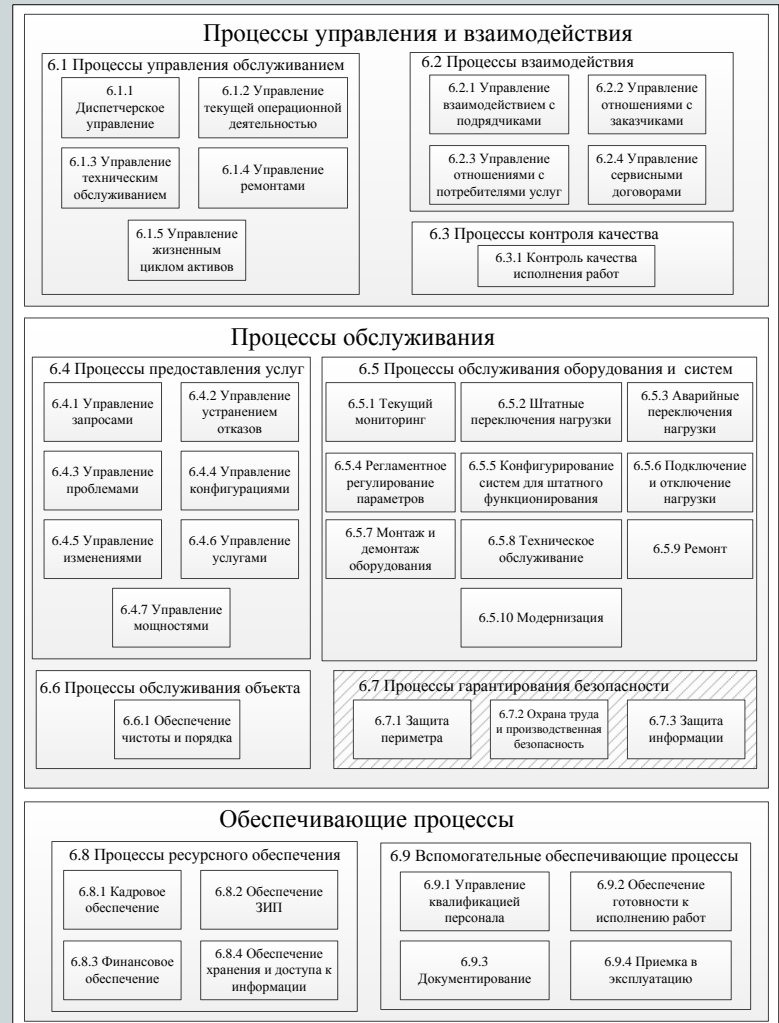 Процессы управления и взаимодействия
6.1 Процессы управления обслуживанием
6.1.1
Диспетчерское
управление
6.1.2 Управление
текущей операционной
деятельностью
6.1.3 Управление
техническим
обслуживанием
6.1.4 Управление
ремонтами
6.1.5 Управление
жизненным
циклом активов
6.2 Процессы взаимодействия
6.2.1 Управление
взаимодействием с
подрядчиками
6.2.2 Управление
отношениями с
заказчиками
6.2.3 Управление
отношениями с
потребителями услуг
6.2.4 Управление
сервисными
договорами
6.3 Процессы контроля качества
6.3.1 Контроль качества
исполнения работ
Процессы обслуживания
6.4 Процессы предоставления услуг
6.4.1 Управление
запросами
6.4.2 Управление
устранением
отказов
6.4.3 Управление
проблемами
6.4.4 Управление
конфигурациями
6.4.5 Управление
изменениями
6.4.6 Управление
услугами
6.4.7 Управление
мощностями
6.5 Процессы обслуживания оборудования и систем
6.5.1 Текущий
мониторинг
6.5.2 Штатные
переключения нагрузки
6.5.3 Аварийные
переключения
нагрузки
6.5.4 Регламентное
регулирование
параметров
6.5.5 Конфигурирование
систем для штатного
функционирования
6.5.6 Подключение
и отключение
нагрузки
6.5.7 Монтаж и
демонтаж
оборудования
6.5.8 Техническое
обслуживание
6.5.9 Ремонт
6.5.10 Модернизация
6.6 Процессы обслуживания объекта
6.6.1 Обеспечение
чистоты и порядка
6.7 Процессы гарантирования безопасности
6.7.1 Защита
периметра
6.7.2 Охрана труда
и производственная
безопасность
6.7.3 Защита
информации
Обеспечивающие процессы
6.8 Процессы ресурсного обеспечения
6.8.1 Кадровое
обеспечение
6.8.2 Обеспечение
ЗИП
6.8.3 Финансовое
обеспечение
6.8.4 Обеспечение
хранения и доступа к
информации
6.9 Вспомогательные обеспечивающие процессы
6.9.1 Управление
квалификацией
персонала
6.9.2 Обеспечение
готовности к
исполнению работ
6.9.3
Документирование
6.9.4 Приемка в
эксплуатацию